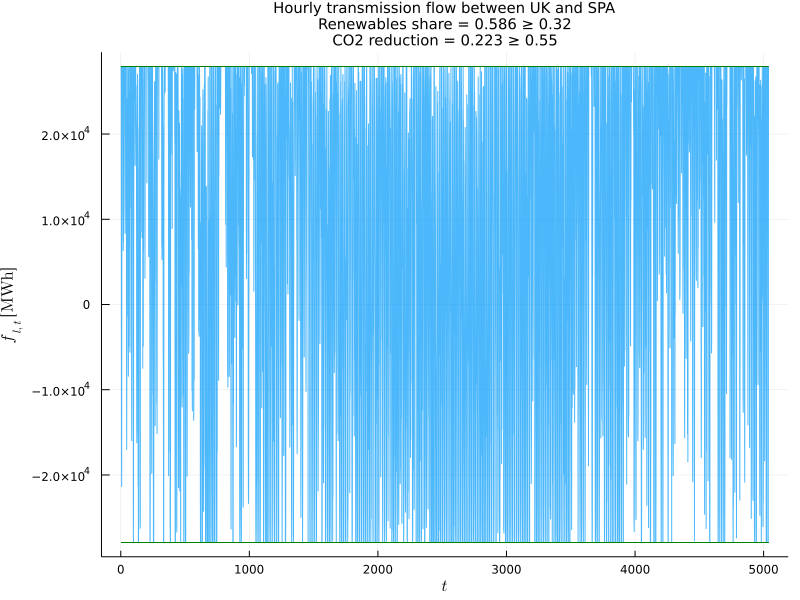 Hourly transmission flow between UK and SPA
Renewables share = 0.586 ≥ 0.32
CO2 reduction = 0.223 ≥ 0.55
2.0×10⁴
1.0×10⁴
0
−1.0×10⁴
−2.0×10⁴
f_{l,t} [MWh]
0 1000 2000 3000 4000 5000
t